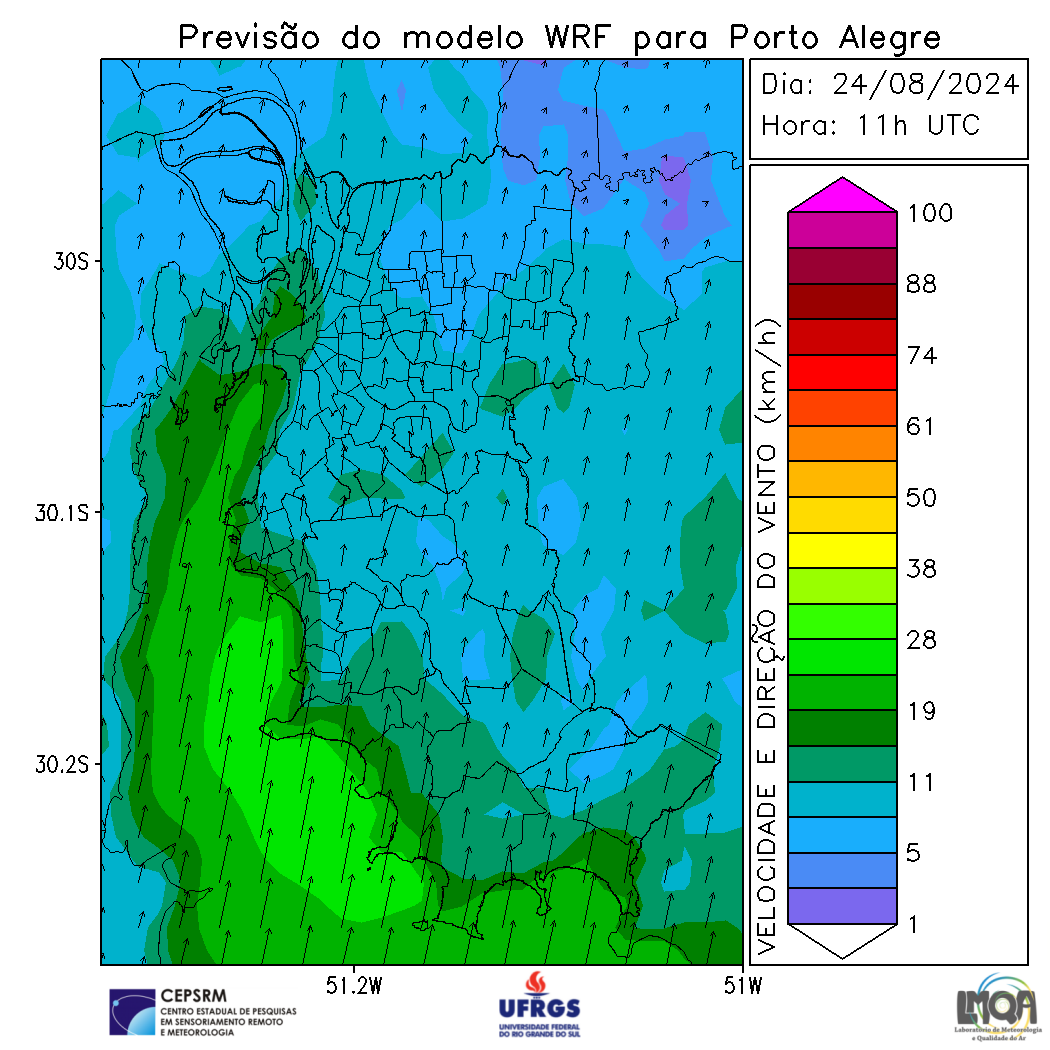 Previsão do modelo WRF para Porto Alegre
Dia: 24/08/2024
Hora: 11h UTC
30S
30.1S
30.2S
51.2W
51W
VELOCIDADE E DIREÇÃO DO VENTO (km/h)
100
88
74
61
50
38
28
19
11
5
1
CEPSRM
CENTRO ESTADUAL DE PESQUISAS
EM SENSORIAMENTO REMOTO
E METEOROLOGIA
UFRGS
UNIVERSIDADE FEDERAL
DO RIO GRANDE DO SUL
LMQA
Laboratório de Meteorologia
e Qualidade do Ar